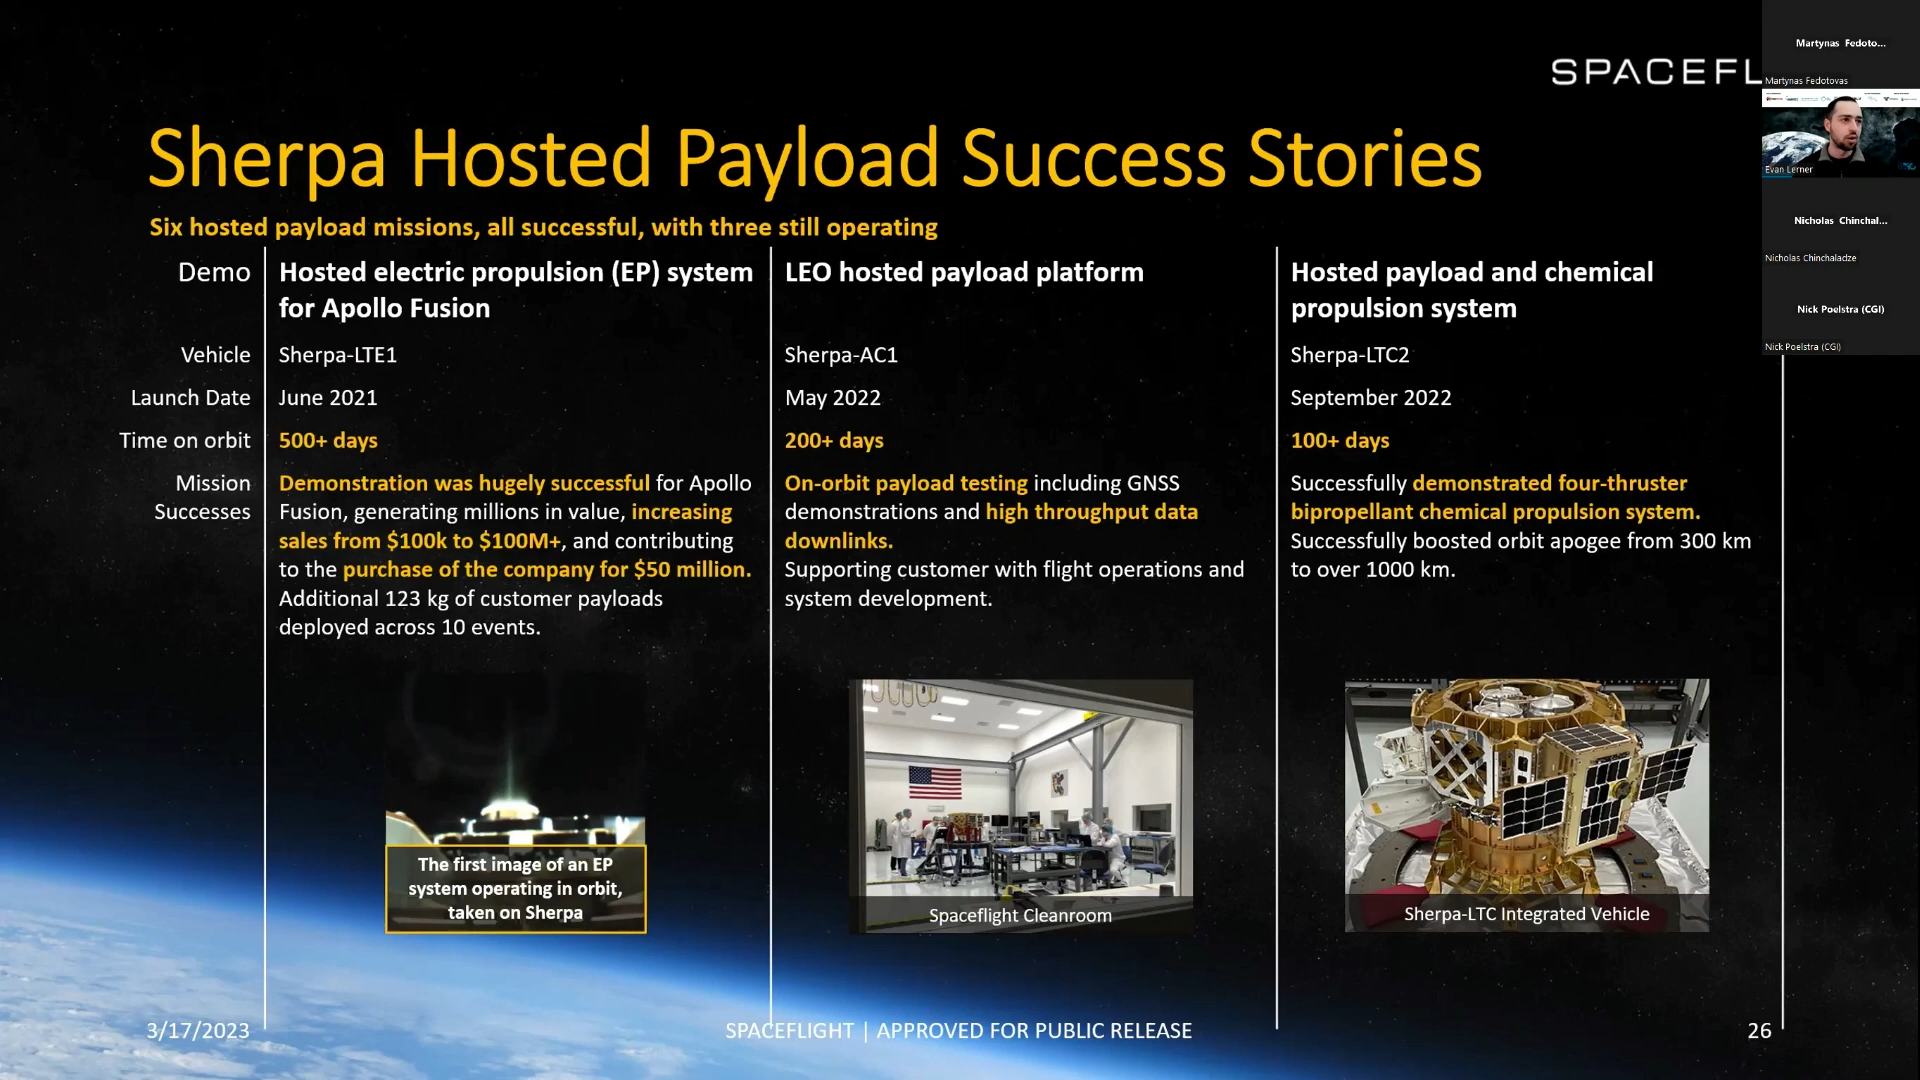 SPACEFL
Sherpa Hosted Payload Success Stories
Six hosted payload missions, all successful, with three still operating
Demo
Hosted electric propulsion (EP) system
for Apollo Fusion
LEO hosted payload platform
Hosted payload and chemical
propulsion system
Vehicle
Sherpa-LTE1
Sherpa-AC1
Sherpa-LTC2
Launch Date
June 2021
May 2022
September 2022
Time on orbit
500+ days
200+ days
100+ days
Mission
Successes
Demonstration was hugely successful for Apollo
Fusion, generating millions in value, increasing
sales from $100k to $100M+, and contributing
to the purchase of the company for $50 million.
Additional 123 kg of customer payloads
deployed across 10 events.
On-orbit payload testing including GNSS
demonstrations and high throughput data
downlinks.
Supporting customer with flight operations and
system development.
Successfully demonstrated four-thruster
bipropellant chemical propulsion system.
Successfully boosted orbit apogee from 300 km
to over 1000 km.
The first image of an EP
system operating in orbit,
taken on Sherpa
Spaceflight Cleanroom
Sherpa-LTC Integrated Vehicle
3/17/2023
SPACEFLIGHT | APPROVED FOR PUBLIC RELEASE
26
Martynas Fedoto...
Martynas Fedotovas
Evan Lerner
Nicholas Chinchal...
Nicholas Chinchaladze
Nick Poelstra (CGI)
Nick Poelstra (CGI)